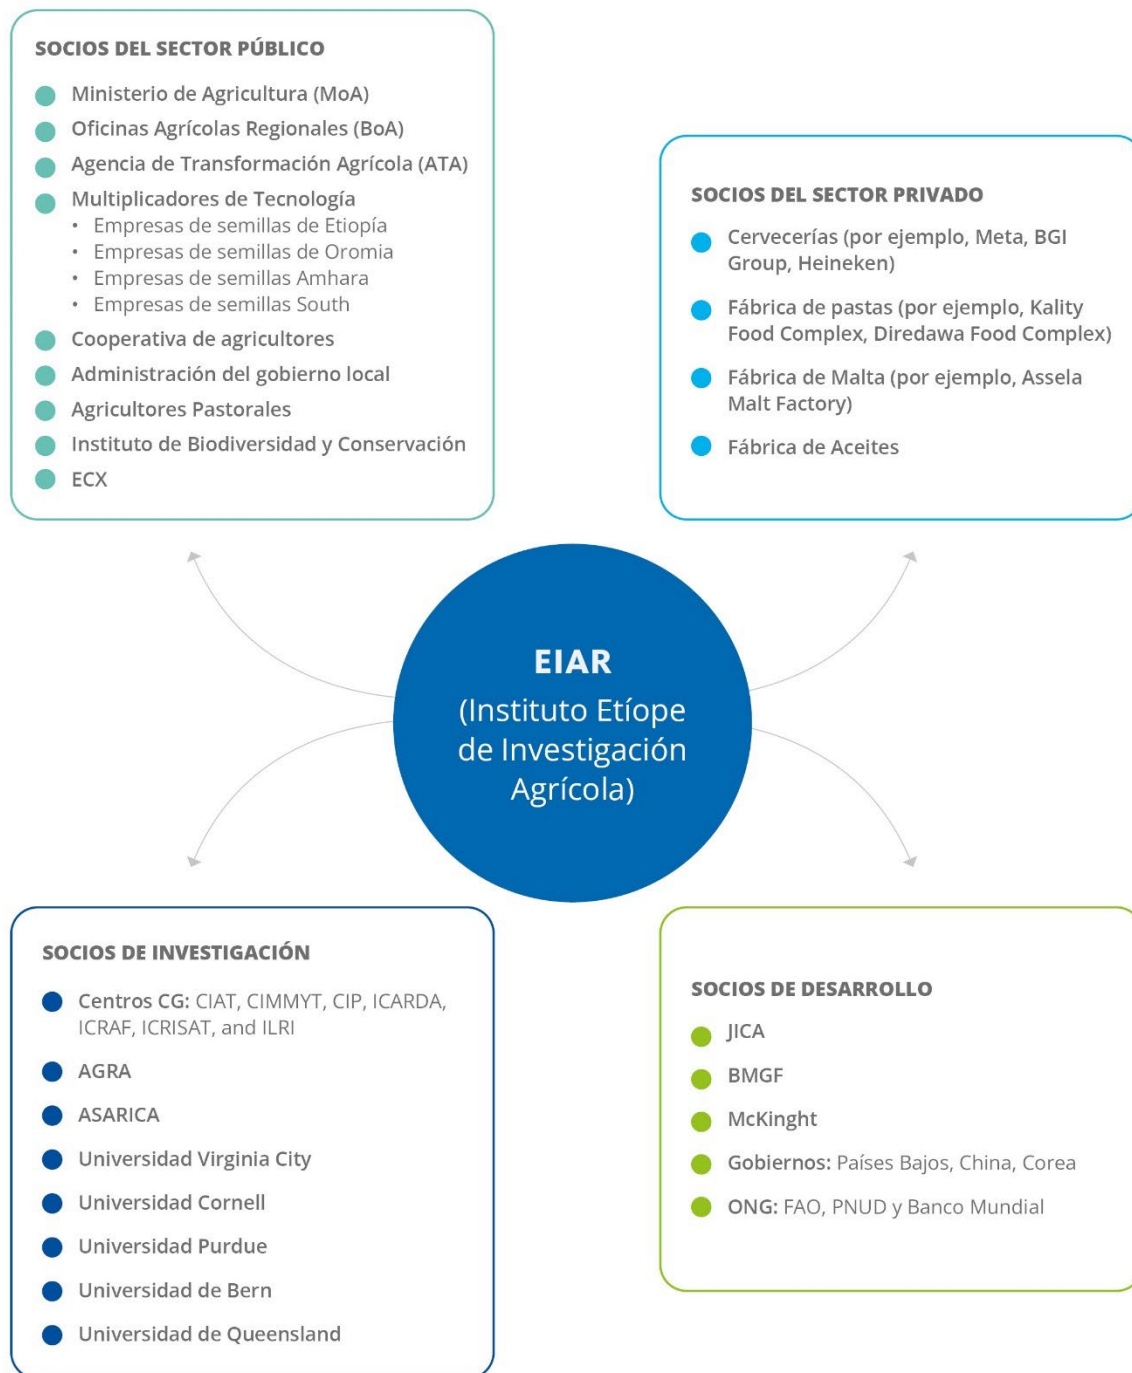 SOCIOS DEL SECTOR PÚBLICO
Ministerio de Agricultura (MoA)
Oficinas Agrícolas Regionales (BoA)
Agencia de Transformación Agrícola (ATA)
Multiplicadores de Tecnología
• Empresas de semillas de Etiopía
• Empresas de semillas de Oromia
• Empresas de semillas Amhara
• Empresas de semillas South
Cooperativa de agricultores
Administración del gobierno local
Agricultores Pastorales
Instituto de Biodiversidad y Conservación
ECX
SOCIOS DEL SECTOR PRIVADO
Cervecerías (por ejemplo, Meta, BGI
Group, Heineken)
Fábrica de pastas (por ejemplo, Kality
Food Complex, Diredawa Food Complex)
Fábrica de Malta (por ejemplo, Assela
Malt Factory)
Fábrica de Aceites
EIAR
(Instituto Etíope
de Investigación
Agrícola)
SOCIOS DE INVESTIGACIÓN
Centros CG: CIAT, CIMMYT, CIP, ICARDA,
ICRAF, ICRISAT, and ILRI
AGRA
ASARICA
Universidad Virginia City
Universidad Cornell
Universidad Purdue
Universidad de Bern
Universidad de Queensland
SOCIOS DE DESARROLLO
JICA
BMGF
McKinght
Gobiernos: Países Bajos, China, Corea
ONG: FAO, PNUD y Banco Mundial